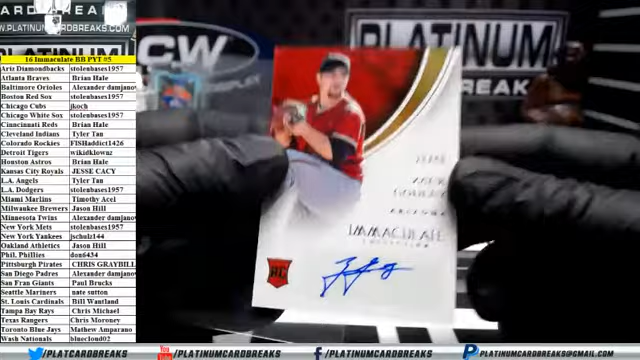 WWW.PLATINUMCARDBREAKS.COM
CW
PLATINUM
16 Immaculate BB PYT #5
Ariz Diamondbacks stolenbases1957
Atlanta Braves Brian Hale
Baltimore Orioles Alexander damjanov
Boston Red Sox stolenbases1957
Chicago Cubs jkoch
Chicago White Sox stolenbases1957
Cincinnati Reds Brian Hale
Cleveland Indians Tyler Tan
Colorado Rockies FISHaddict1426
Detroit Tigers wikidklownz
Houston Astros Brian Hale
Kansas City Royals JESSE CACY
L.A. Angels Tyler Tan
L.A. Dodgers stolenbases1957
Miami Marlins Timothy Acel
Milwaukee Brewers Jason Hill
Minnesota Twins Alexander damjanov
New York Mets stolenbases1957
New York Yankees jschulz144
Oakland Athletics Jason Hill
Phil. Phillies don6434
Pittsburgh Pirates CHRIS GRAYBILL
San Diego Padres Alexander damjanov
San Fran Giants Paul Brucks
Seattle Mariners nate sutton
St. Louis Cardinals Bill Wantland
Tampa Bay Rays Chris Michael
Texas Rangers Chris Moroney
Toronto Blue Jays Mathew Amparano
Wash Nationals bluecloud02
ZACK
GODLEY
ARIZONA
IMMACULATE
COLLECTION
RC
/PLATCARDBREAKS
/PLATINUMCARDBREAKS
/PLATINUMCARDBREAKS
PLATINUMCARDBREAKS@GMAIL.COM